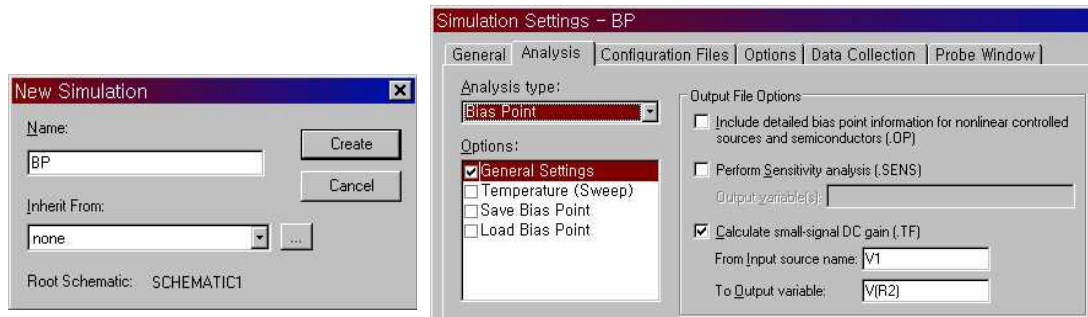 New Simulation
Name:
BP
Create
Cancel
Inherit From:
none
...
Root Schematic: SCHEMATIC1
Simulation Settings - BP
General Analysis Configuration Files Options Data Collection Probe Window
Analysis type:
Bias Point
Options:
General Settings
Temperature (Sweep)
Save Bias Point
Load Bias Point
Output File Options
Include detailed bias point information for nonlinear controlled
sources and semiconductors (.OP)
Perform Sensitivity analysis (.SENS)
Output variable(s):
Calculate small-signal DC gain (.TF)
From Input source name: V1
To Output variable: V(R2)